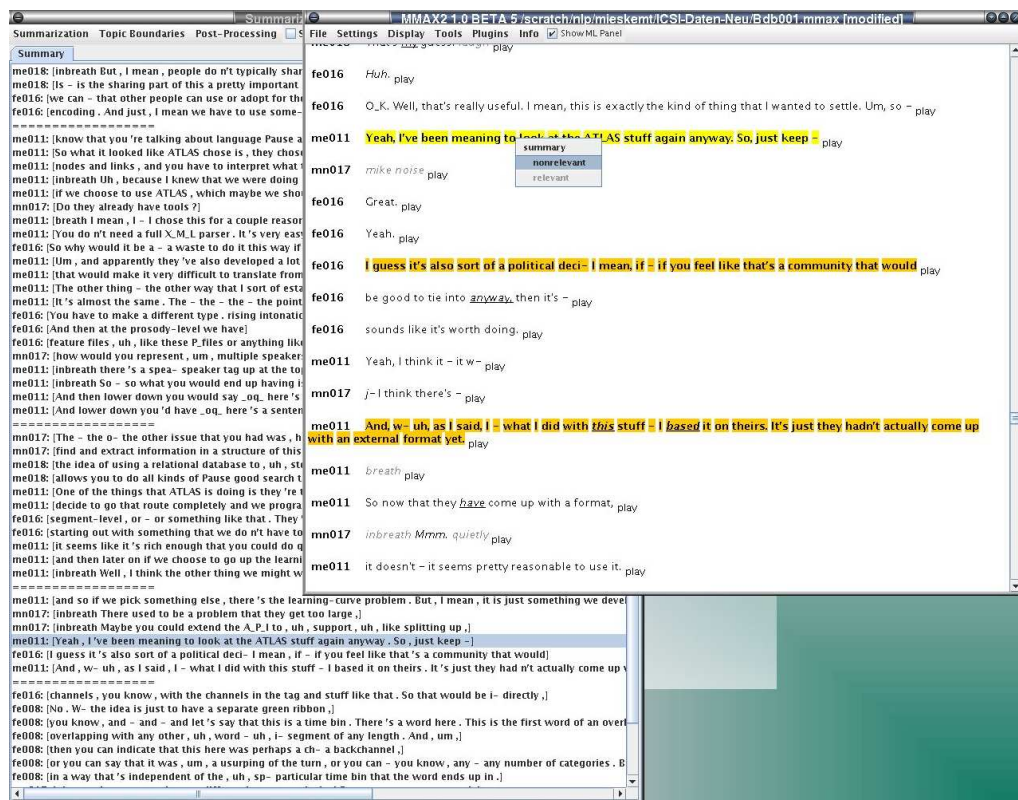 Summariz
Summarization Topic Boundaries Post-Processing S
Summary
me018: [inbreath But , I mean , people do n't typically shar
me018: [Is - is the sharing part of this a pretty important
fe016: [we can - that other people can use or adopt for the
fe016: [encoding . And just , I mean we have to use some-
==================
me011: [know that you 're talking about language Pause a
me011: [So what it looked like ATLAS chose is , they chos
me011: [nodes and links , and you have to interpret what
me011: [inbreath Uh , because I knew that we were doing
me011: [if we choose to use ATLAS , which maybe we sho
mn017: [Do they already have tools ?]
me011: [breath I mean , I - I chose this for a couple reason
me011: [You do n't need a full X_M_L parser . It 's very eas
fe016: [So why would it be a - a waste to do it this way if
me011: [Um , and apparently they 've also developed a lot
me011: [that would make it very difficult to translate from
me011: [The other thing - the other way that I sort of esta
me011: [It 's almost the same . The - the - the - the point
fe016: [You have to make a different type . rising intonatic
fe016: [And then at the prosody-level we have]
fe016: [feature files , uh , like these P_files or anything lik
mn017: [how would you represent , um , multiple speaker
me011: [inbreath there 's a spea- speaker tag up at the to
me011: [inbreath So - so what you would end up having i
mn017: [And then lower down you would say _oq_ here 's
me011: [And lower down you 'd have _oq_ here 's a senten
==================
mn017: [The - the o- the other issue that you had was , h
mn017: [find and extract information in a structure of this
me018: [the idea of using a relational database to , uh , st
me018: [allows you to do all kinds of Pause good search t
me011: [One of the things that ATLAS is doing is they 're t
me011: [decide to go that route completely and we progra
fe016: [segment-level , or - or something like that . They '
fe016: [starting out with something that we do n't have to
me011: [it seems like it 's rich enough that you could do q
me011: [and then later on if we choose to go up the learni
me011: [inbreath Well , I think the other thing we might w
==================
me011: [and so if we pick something else , there 's the learning-curve problem . But , I mean , it is just something we devel
mn017: [inbreath There used to be a problem that they get too large ,]
mn017: [inbreath Maybe you could extend the A_P_I to , uh , support , uh , like splitting up ,]
me011: [Yeah , I 've been meaning to look at the ATLAS stuff again anyway . So , just keep -]
fe016: [I guess it 's also sort of a political deci- I mean , if - if you feel like that 's a community that would]
me011: [And , w- uh , as I said , I - what I did with this stuff - I based it on theirs . It 's just they had n't actually come up
==================
fe016: [channels , you know , with the channels in the tag and stuff like that . So that would be i- directly ,]
fe008: [No . W- the idea is just to have a separate green ribbon ,]
fe008: [you know , and - and - and let 's say that this is a time bin . There 's a word here . This is the first word of an overl
fe008: [overlapping with any other , uh , word - uh , i- segment of any length . And , um ,]
fe008: [then you can indicate that this here was perhaps a ch- a backchannel ,]
fe008: [or you can say that it was , um , a usurping of the turn , or you can - you know , any - any number of categories . B
fe008: [in a way that 's independent of the , uh , sp- particular time bin that the word ends up in .]
MMAX2 1.0 BETA 5 /scratch/nlp/mieskemt/ICSI-Daten-Neu/Bdb001.mmax [modified]
File Settings Display Tools Plugins Info Show ML Panel
That's my guess. laugh play
fe016 Huh. play
fe016 O_K. Well, that's really useful. I mean, this is exactly the kind of thing that I wanted to settle. Um, so - play
me011 Yeah, I've been meaning to look at the ATLAS stuff again anyway. So, just keep - play
summary
nonrelevant
relevant
mn017 mike noise play
fe016 Great. play
fe016 Yeah. play
fe016 I guess it's also sort of a political deci- I mean, if - if you feel like that's a community that would play
fe016 be good to tie into anyway, then it's - play
fe016 sounds like it's worth doing. play
me011 Yeah, I think it - it w- play
mn017 j- I think there's - play
me011 And, w- uh, as I said, I - what I did with this stuff - I based it on theirs. It's just they hadn't actually come up
with an external format yet. play
me011 breath play
me011 So now that they have come up with a format, play
mn017 inbreath Mmm. quietly play
me011 it doesn't - it seems pretty reasonable to use it. play